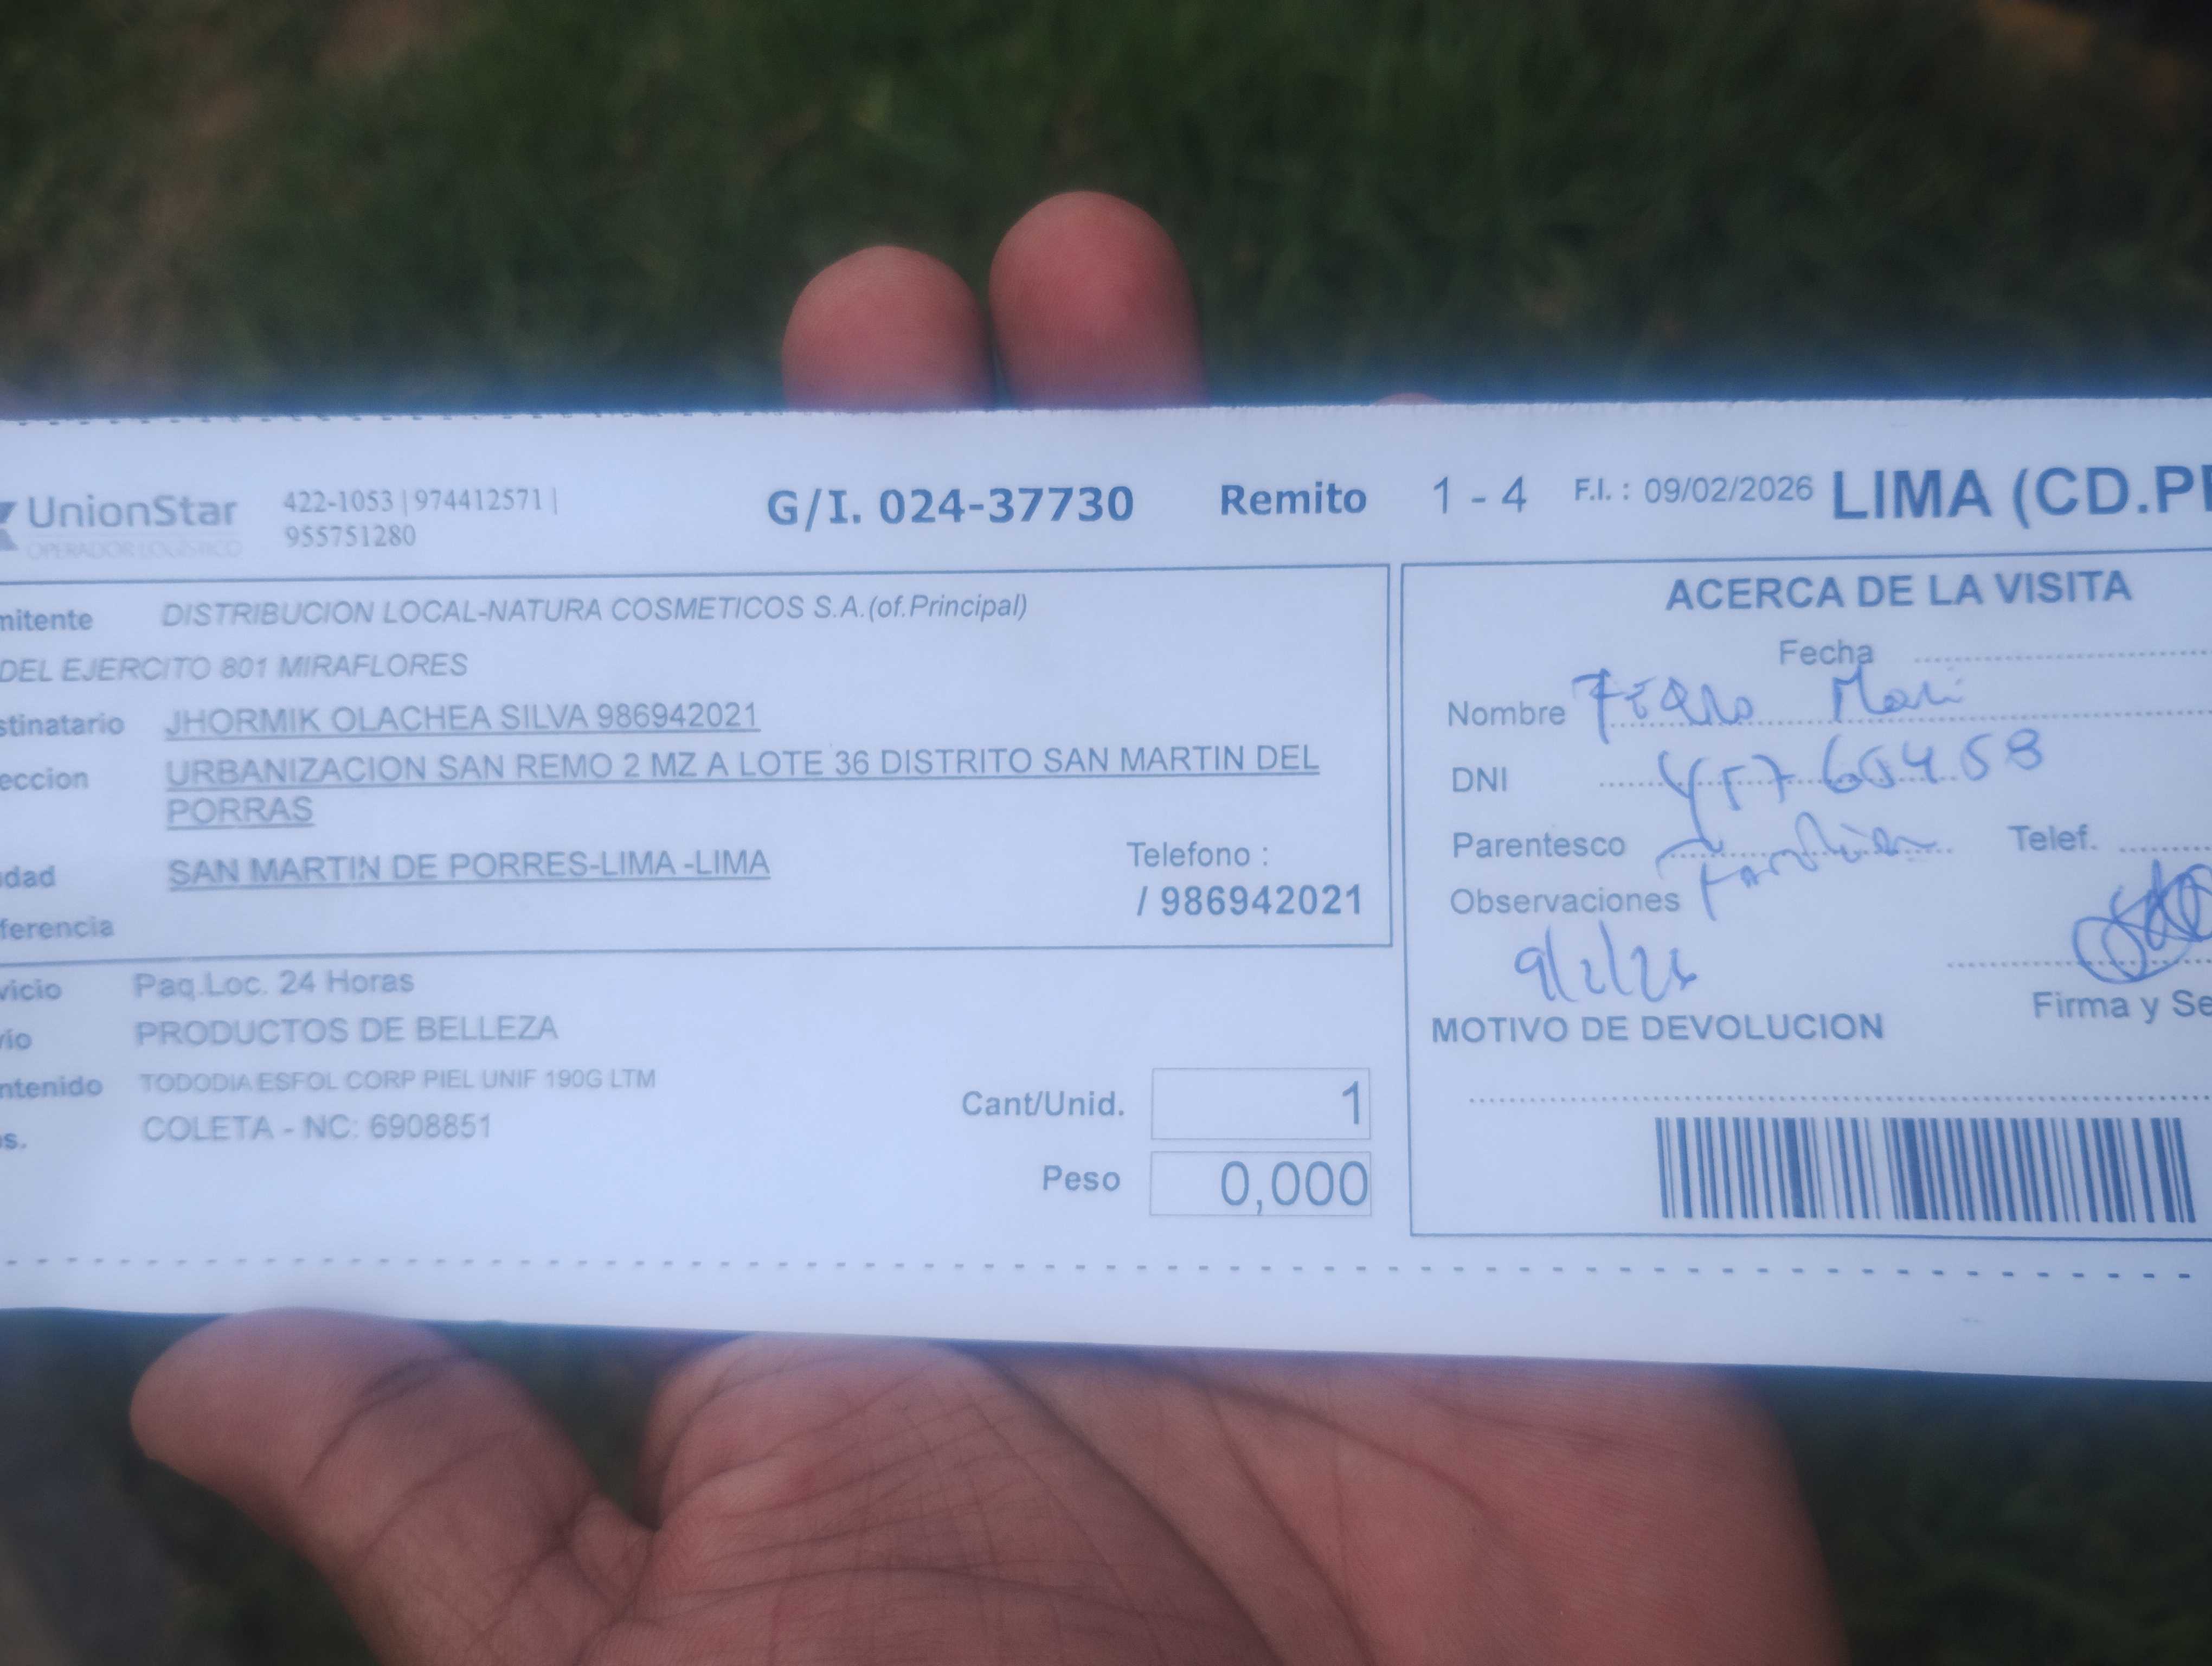 UnionStar
OPERADOR LOGÍSTICO
422-1053 | 974412571 |
955751280
G/I. 024-37730 Remito 1 - 4 F.I. : 09/02/2026 LIMA (CD.PE
mitente DISTRIBUCION LOCAL-NATURA COSMETICOS S.A.(of.Principal)
DEL EJERCITO 801 MIRAFLORES
stinatario JHORMIK OLACHEA SILVA 986942021
eccion URBANIZACION SAN REMO 2 MZ A LOTE 36 DISTRITO SAN MARTIN DEL
PORRAS
dad SAN MARTIN DE PORRES-LIMA -LIMA
Telefono :
/ 986942021
ferencia
vicio Paq.Loc. 24 Horas
vio PRODUCTOS DE BELLEZA
ntenido TODODIA ESFOL CORP PIEL UNIF 190G LTM
s. COLETA - NC: 6908851
Cant/Unid. 1
Peso 0,000
ACERCA DE LA VISITA
Fecha
Nombre
DNI
Parentesco Telef.
Observaciones
9/2/26
Firma y Se
MOTIVO DE DEVOLUCION